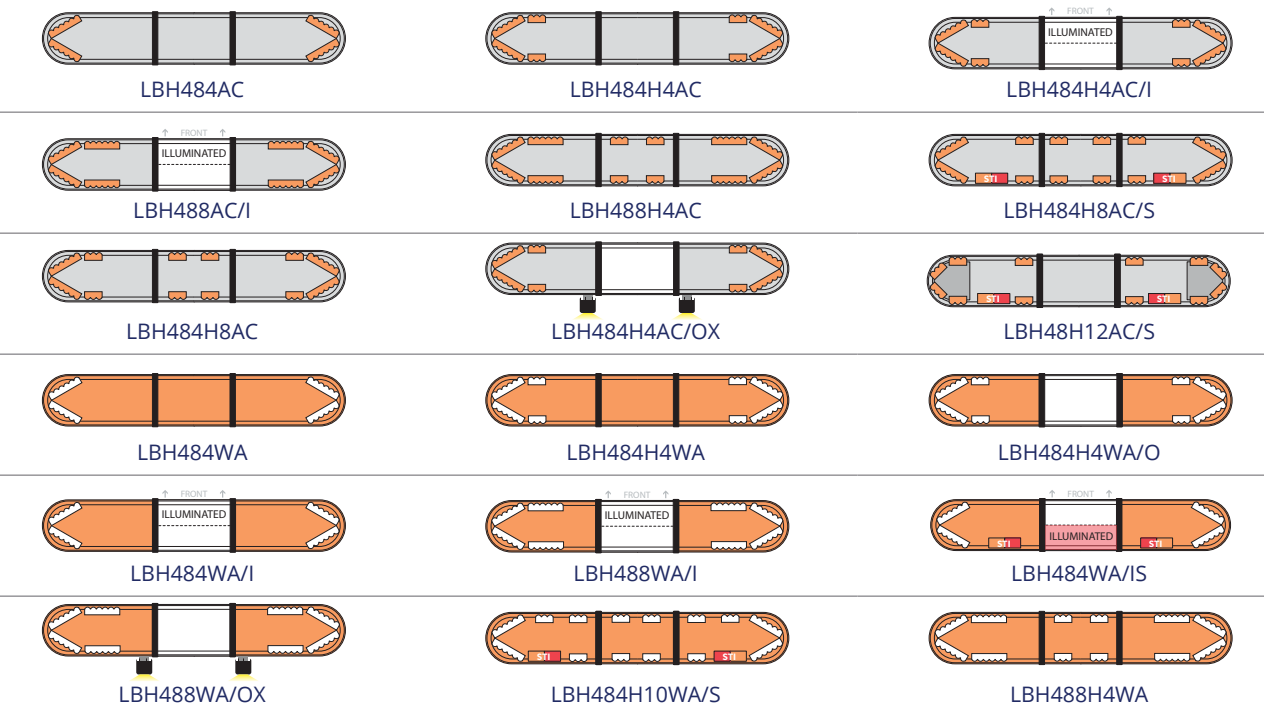 ↑ FRONT ↑
ILLUMINATED
LBH484AC
LBH484H4AC
LBH484H4AC/I
↑ FRONT ↑
ILLUMINATED
STI
STI
LBH488AC/I
LBH488H4AC
LBH484H8AC/S
STI
STI
LBH484H8AC
LBH484H4AC/OX
LBH48H12AC/S
LBH484WA
LBH484H4WA
LBH484H4WA/O
↑ FRONT ↑
↑ FRONT ↑
↑ FRONT ↑
ILLUMINATED
ILLUMINATED
STI
ILLUMINATED
STI
LBH484WA/I
LBH488WA/I
LBH484WA/IS
STI
STI
LBH488WA/OX
LBH484H10WA/S
LBH488H4WA